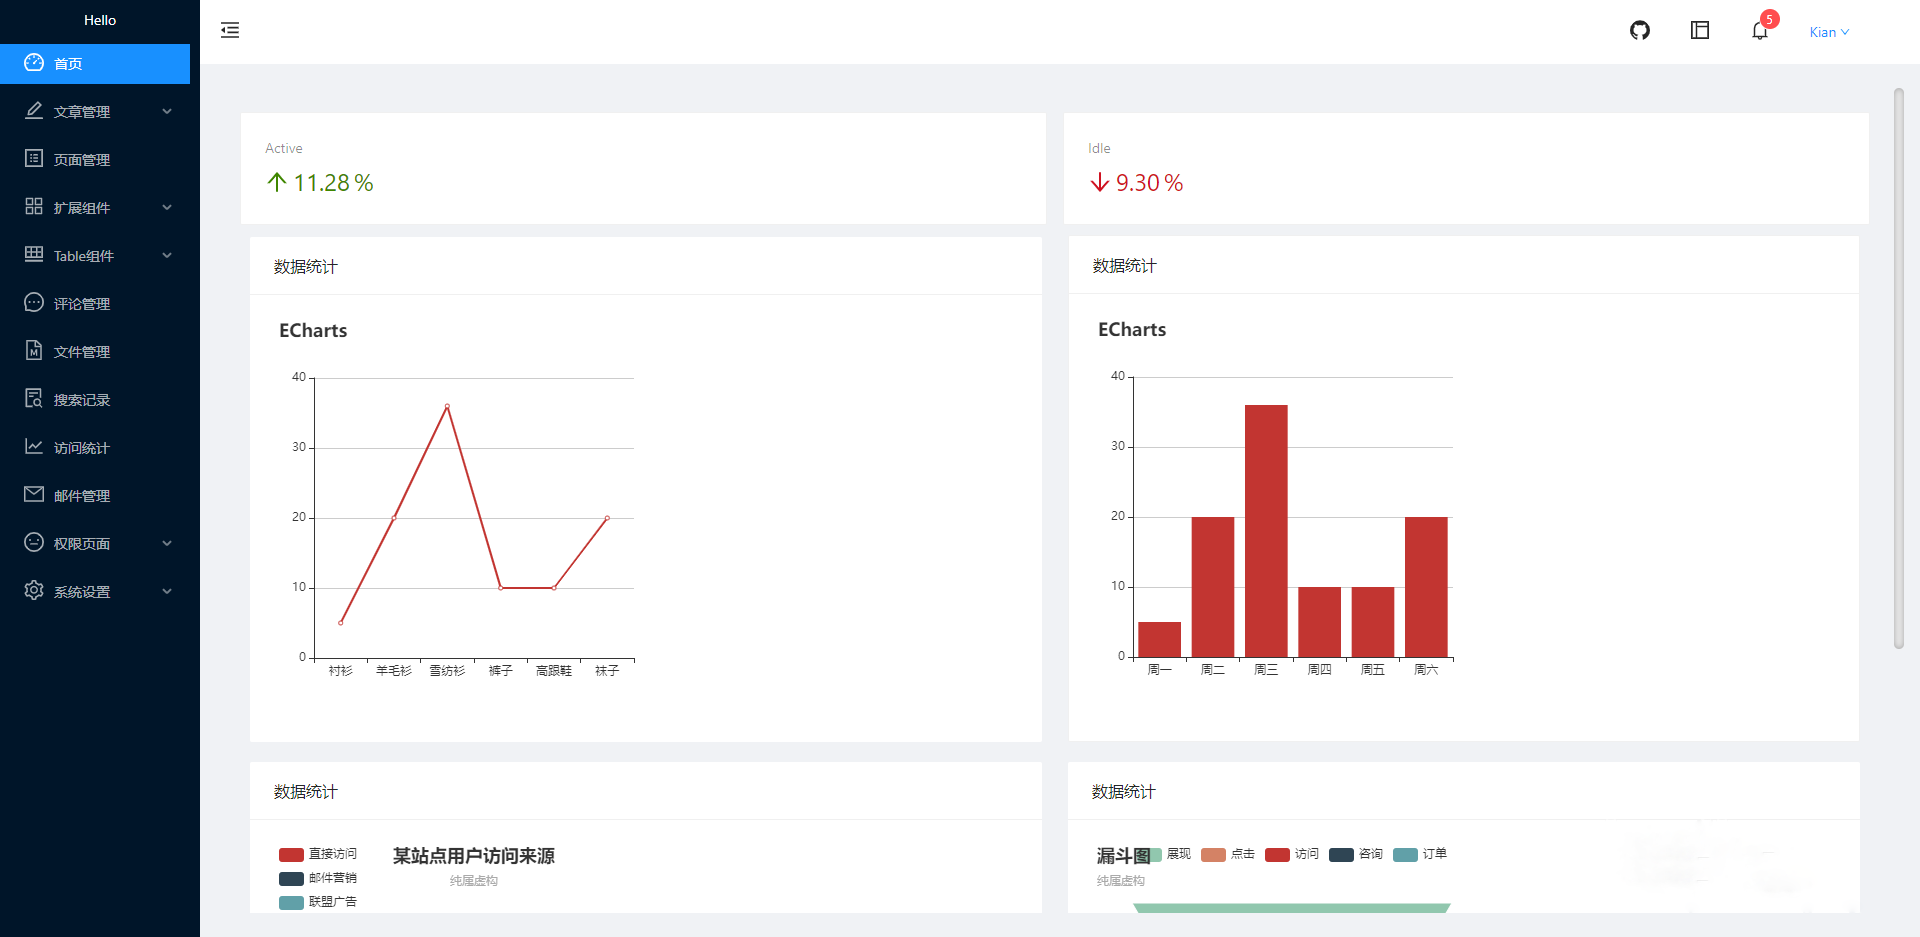 Hello
首页
文章管理
页面管理
扩展组件
Table组件
评论管理
文件管理
搜索记录
访问统计
邮件管理
权限页面
系统设置
5
Kian
Active
11.28 %
Idle
9.30 %
数据统计
ECharts
40
30
20
10
0
衬衫 羊毛衫 雪纺衫 裤子 高跟鞋 袜子
数据统计
ECharts
40
30
20
10
0
周一 周二 周三 周四 周五 周六
数据统计
直接访问
邮件营销
联盟广告
某站点用户访问来源
纯属虚构
数据统计
漏斗图
纯属虚构
展现 点击 访问 咨询 订单